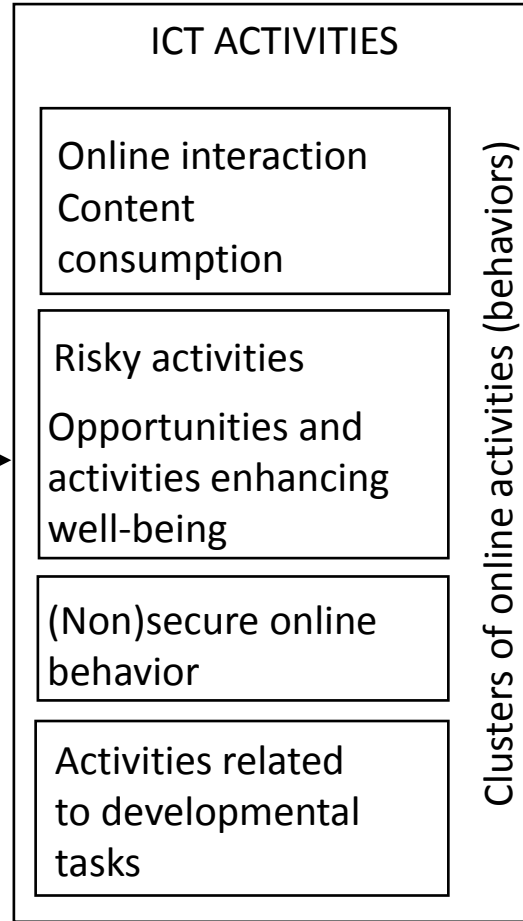 ICT ACTIVITIES
Online interaction
Content
consumption
Risky activities
Opportunities and
activities enhancing
well-being
(Non)secure online
behavior
Activities related
to developmental
tasks
Clusters of online activities (behaviors)